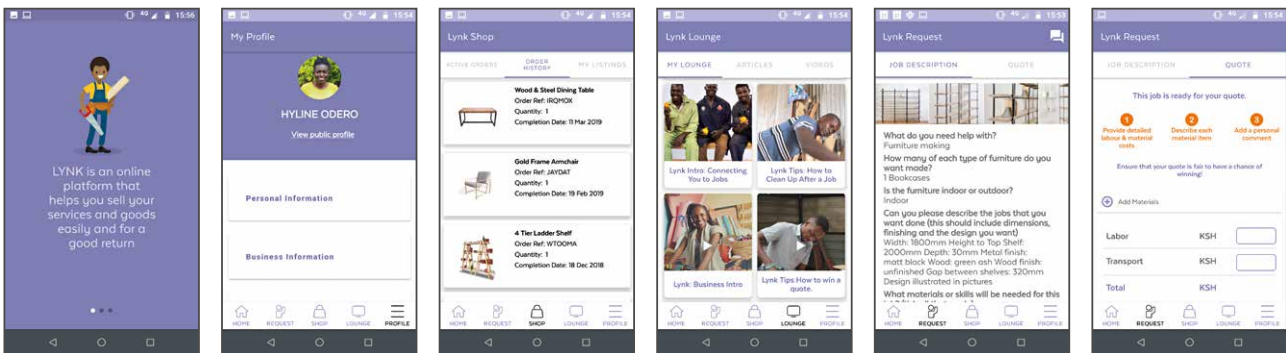 15:56
LYNK is an online
platform that
helps you sell your
services and goods
easily and for a
good return
4G 15:54
My Profile
HYLINE ODERO
View public profile
Personal Information
Business Information
HOME REQUEST SHOP LOUNGE PROFILE
4G 15:54
Lynk Shop
ACTIVE ORDERS
ORDER
HISTORY
MY LISTINGS
Wood & Steel Dining Table
Order Ref: IRQMDX
Quantity: 1
Completion Date: 11 Mar 2019
Gold Frame Armchair
Order Ref: JAYDAT
Quantity: 1
Completion Date: 19 Feb 2019
4 Tier Ladder Shelf
Order Ref: WTOOMA
Quantity: 1
Completion Date: 18 Dec 2018
HOME REQUEST SHOP LOUNGE PROFILE
4G 15:54
Lynk Lounge
MY LOUNGE ARTICLES VIDEOS
Lynk Intro: Connecting
You to Jobs
Lynk Tips: How to
Clean Up After a Job
Lynk: Business Intro
Lynk Tips:How to win a
quote.
HOME REQUEST SHOP LOUNGE PROFILE
4G 15:53
Lynk Request
JOB DESCRIPTION QUOTE
What do you need help with?
Furniture making
How many of each type of furniture do you
want made?
1 Bookcases
Is the furniture indoor or outdoor?
Indoor
Can you please describe the jobs that you
want done (this should include dimensions,
finishing and the design you want)
Width: 1800mm Height to Top Shelf:
2000mm Depth: 30mm Metal finish:
matt black Wood: green ash Wood finish:
unfinished Gap between shelves: 320mm
Design illustrated in pictures
What materials or skills will be needed for this
HOME REQUEST SHOP LOUNGE PROFILE
4G 15:54
Lynk Request
JOB DESCRIPTION QUOTE
This job is ready for your quote.
1
Provide detailed
labour & material
costs
2
Describe each
material item
3
Add a personal
comment
Ensure that your quote is fair to have a chance of
winning!
Add Materials
Labor KSH
Transport KSH
Total KSH
HOME REQUEST SHOP LOUNGE PROFILE